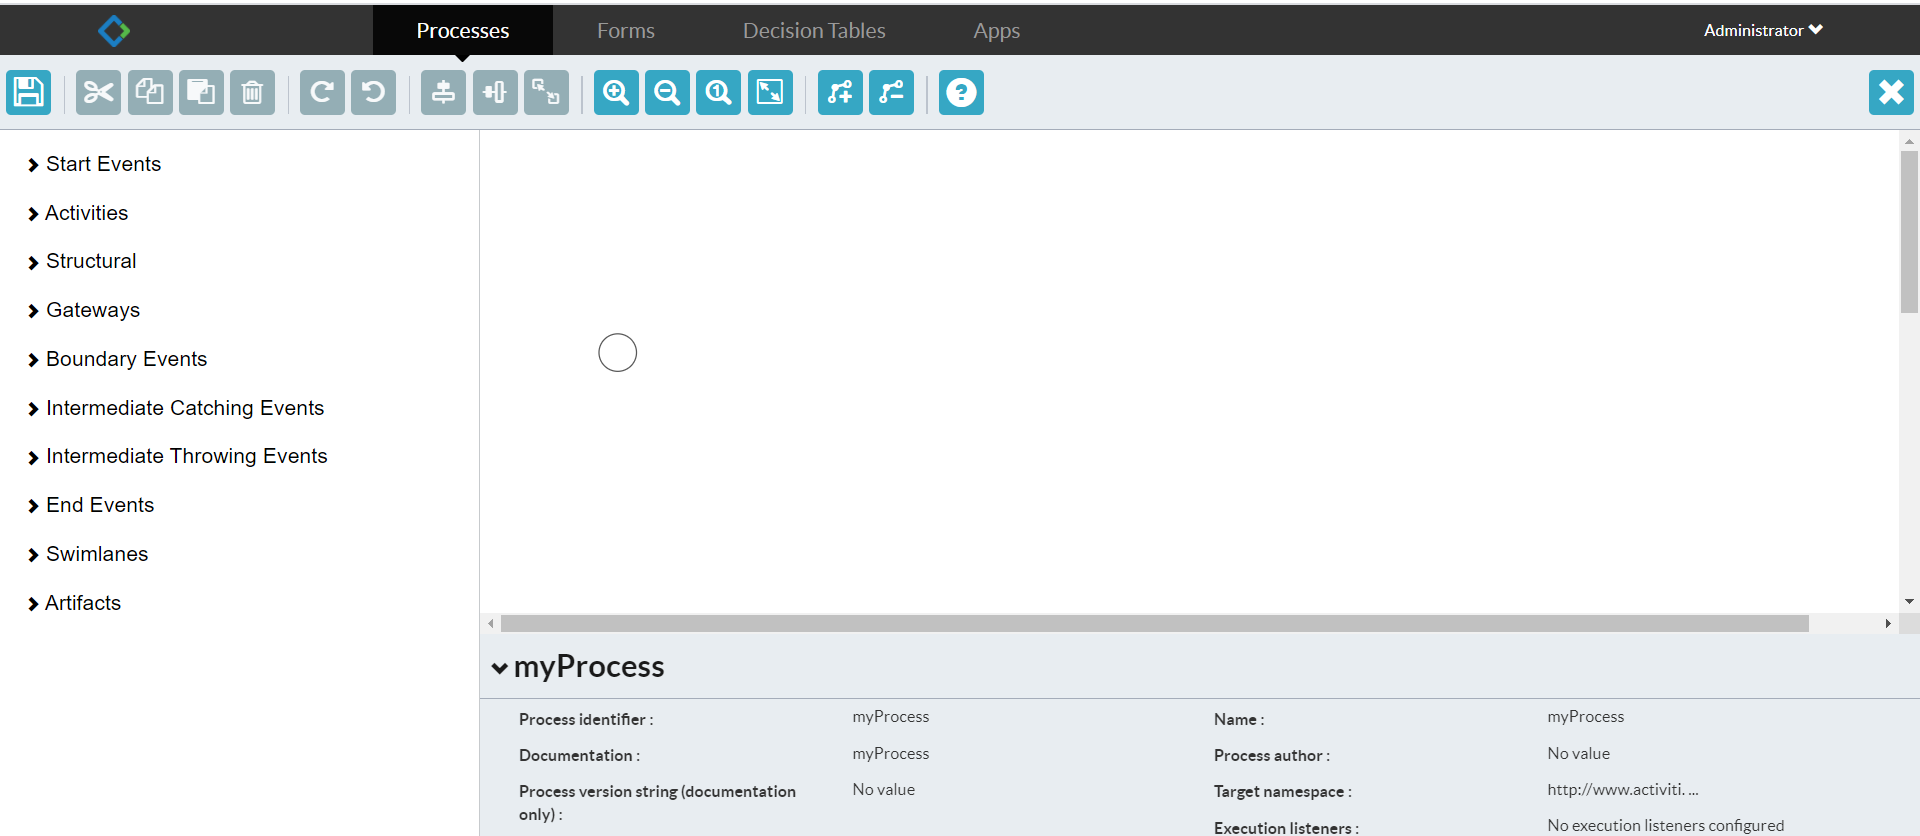 Processes
Forms
Decision Tables
Apps
Administrator
Start Events
Activities
Structural
Gateways
Boundary Events
Intermediate Catching Events
Intermediate Throwing Events
End Events
Swimlanes
Artifacts
myProcess
Process identifier :
myProcess
Name :
myProcess
Documentation :
myProcess
Process author :
No value
Process version string (documentation
only) :
No value
Target namespace :
http://www.activiti. ...
Execution listeners :
No execution listeners configured